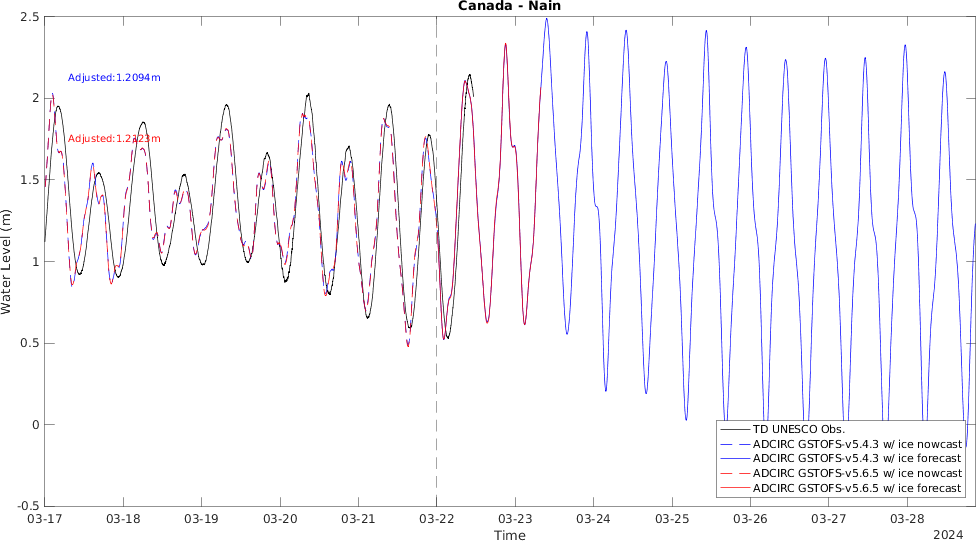 Canada - Nain
2.5
2
1.5
1
0.5
0
-0.5
Water Level (m)
Adjusted:1.2094m
Adjusted:1.2123m
TD UNESCO Obs.
ADCIRC GSTOFS-v5.4.3 w/ ice nowcast
ADCIRC GSTOFS-v5.4.3 w/ ice forecast
ADCIRC GSTOFS-v5.6.5 w/ ice nowcast
ADCIRC GSTOFS-v5.6.5 w/ ice forecast
03-17 03-18 03-19 03-20 03-21 03-22 03-23 03-24 03-25 03-26 03-27 03-28
Time
2024